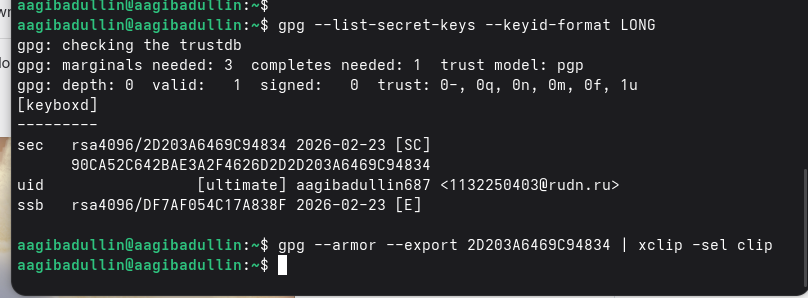 aagibadullin@aagibadullin:~$
aagibadullin@aagibadullin:~$ gpg --list-secret-keys --keyid-format LONG
gpg: checking the trustdb
gpg: marginals needed: 3  completes needed: 1  trust model: pgp
gpg: depth: 0  valid:   1  signed:   0  trust: 0-, 0q, 0n, 0m, 0f, 1u
[keyboxd]
---------
sec   rsa4096/2D203A6469C94834 2026-02-23 [SC]
      90CA52C642BAE3A2F4626D2D2D203A6469C94834
uid                 [ultimate] aagibadullin687 <1132250403@rudn.ru>
ssb   rsa4096/DF7AF054C17A838F 2026-02-23 [E]
aagibadullin@aagibadullin:~$ gpg --armor --export 2D203A6469C94834 | xclip -sel clip
aagibadullin@aagibadullin:~$